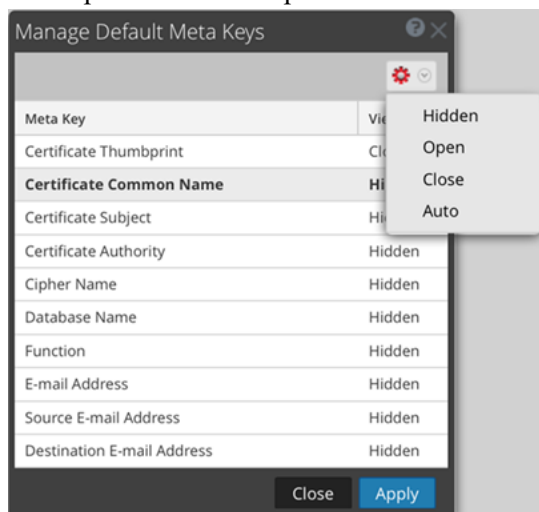 Manage Default Meta Keys
Hidden
Open
Close
Auto
Meta Key
Certificate Thumbprint
Certificate Common Name
Certificate Subject
Certificate Authority Hidden
Cipher Name Hidden
Database Name Hidden
Function Hidden
E-mail Address Hidden
Source E-mail Address Hidden
Destination E-mail Address Hidden
Close Apply